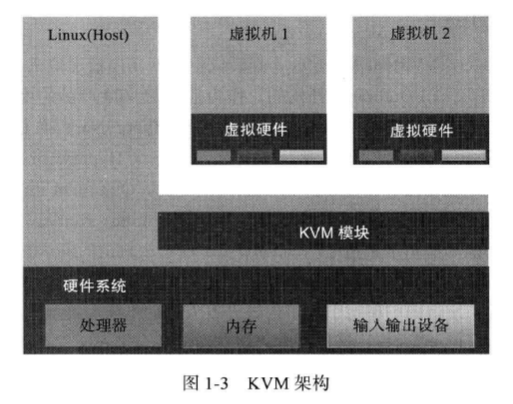 Linux(Host)
虚拟机 1
虚拟机 2
虚拟硬件
虚拟硬件
KVM 模块
硬件系统
处理器
内存
输入输出设备
图 1-3 KVM 架构